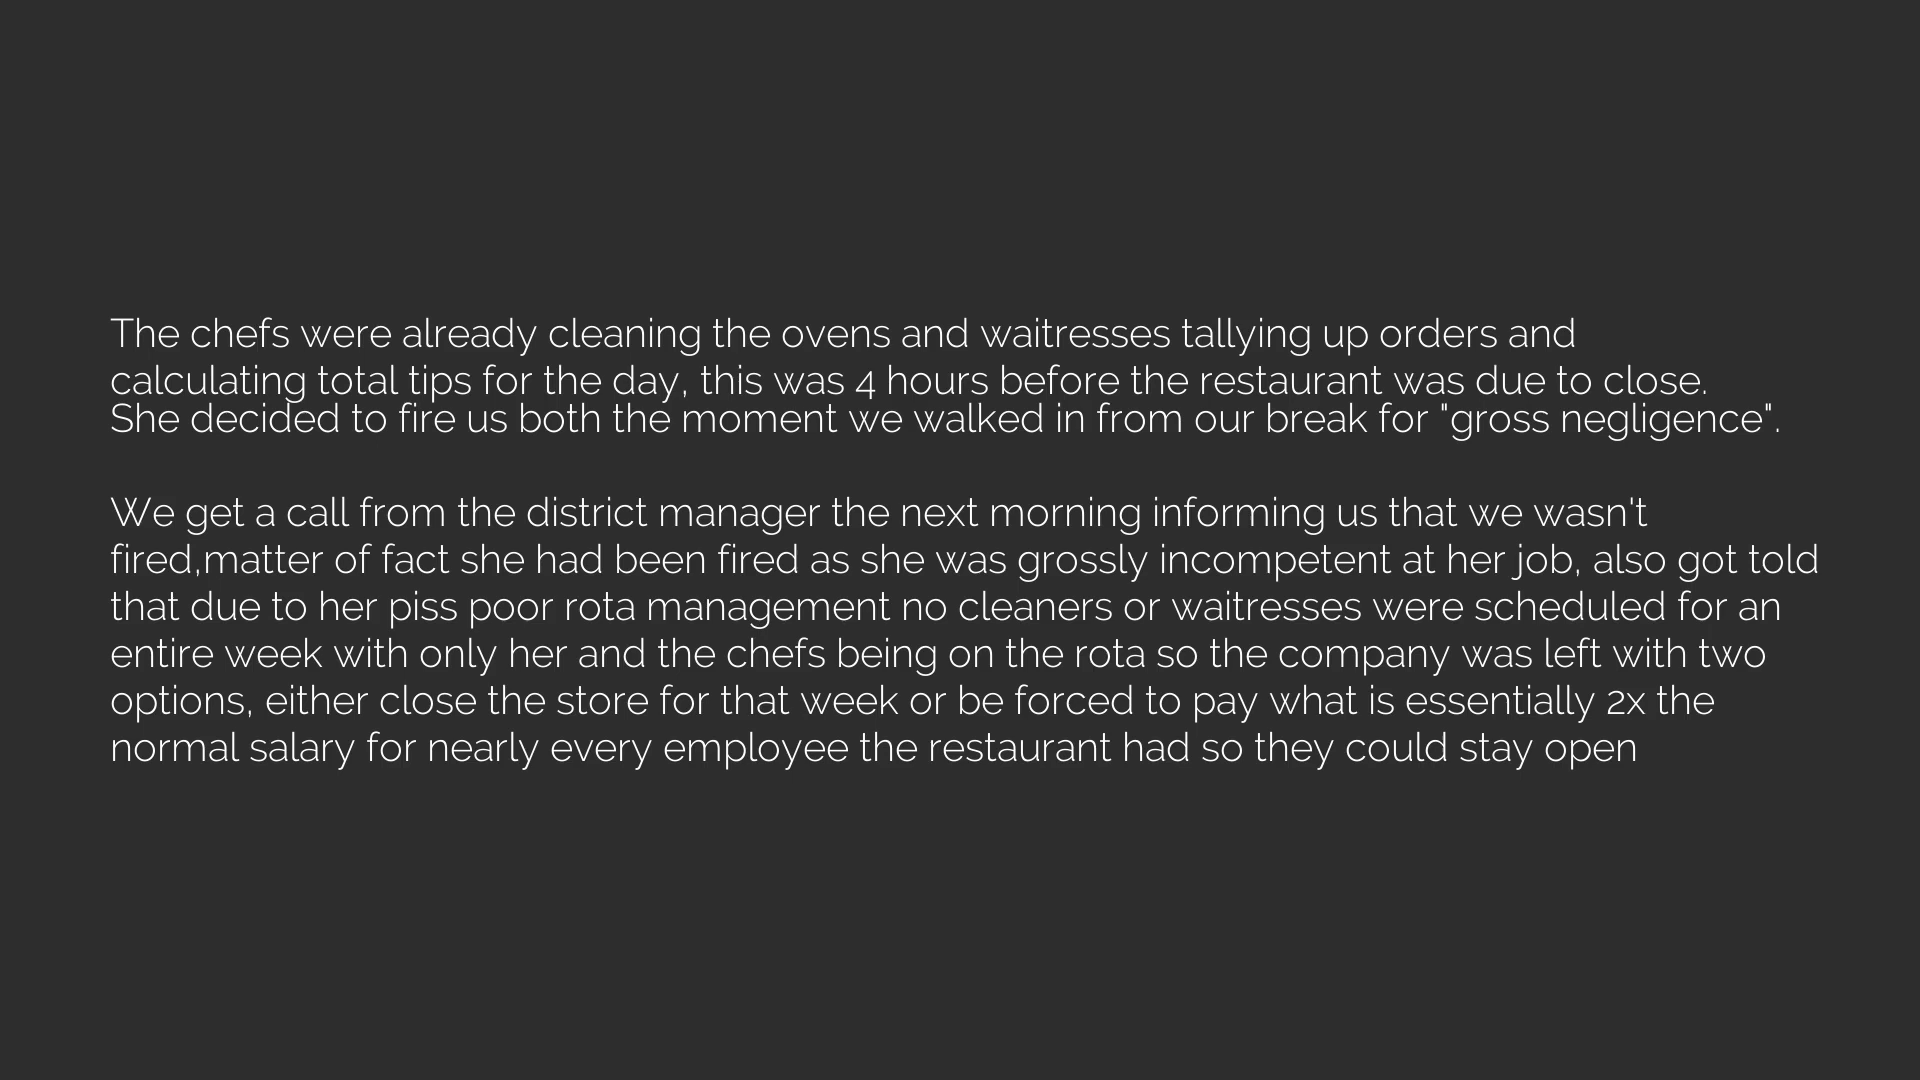 The chefs were already cleaning the ovens and waitresses tallying up orders and
calculating total tips for the day, this was 4 hours before the restaurant was due to close.
She decided to fire us both the moment we walked in from our break for "gross negligence".
We get a call from the district manager the next morning informing us that we wasn't
fired,matter of fact she had been fired as she was grossly incompetent at her job, also got told
that due to her piss poor rota management no cleaners or waitresses were scheduled for an
entire week with only her and the chefs being on the rota so the company was left with two
options, either close the store for that week or be forced to pay what is essentially 2x the
normal salary for nearly every employee the restaurant had so they could stay open